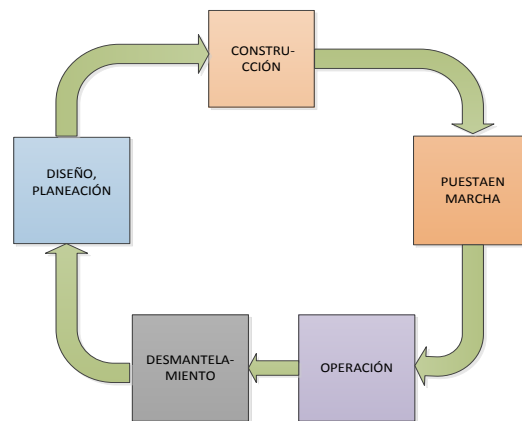 CONSTRU-
CCIÓN
DISEÑO,
PLANEACIÓN
PUESTAEN
MARCHA
DESMANTELA-
MIENTO
OPERACIÓN